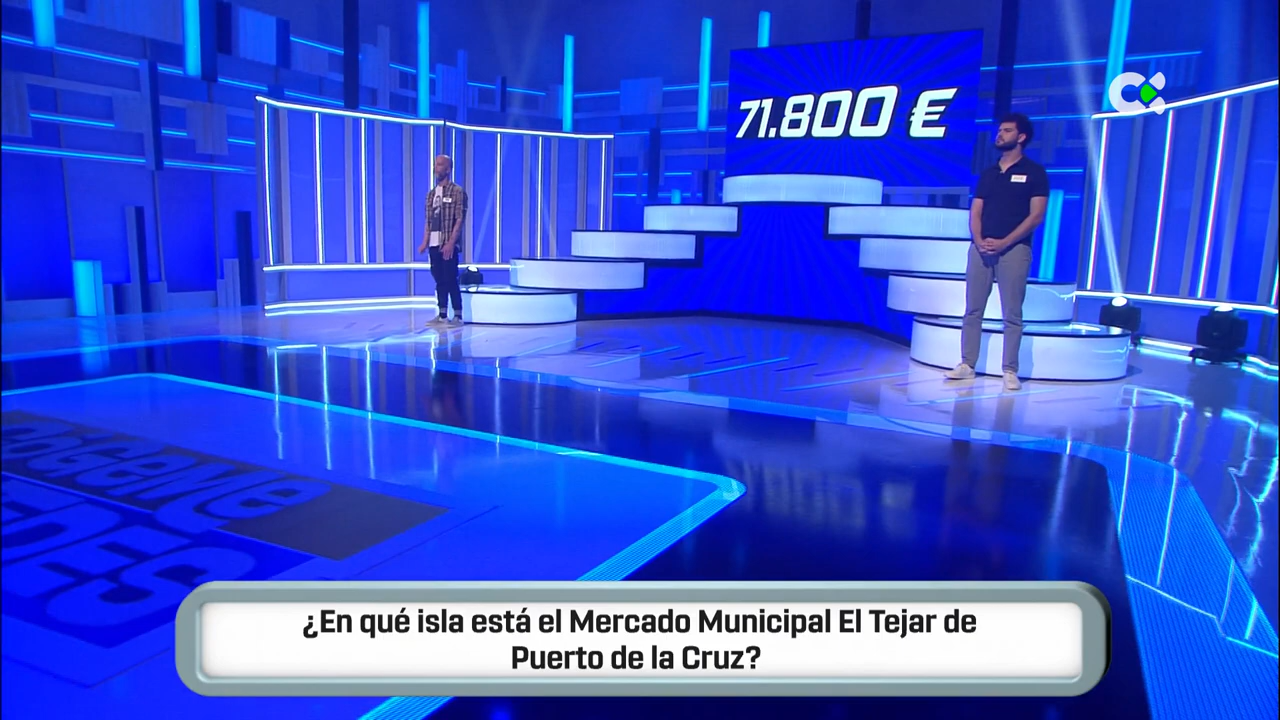 71.800 €
¿En qué isla está el Mercado Municipal El Tejar de
Puerto de la Cruz?